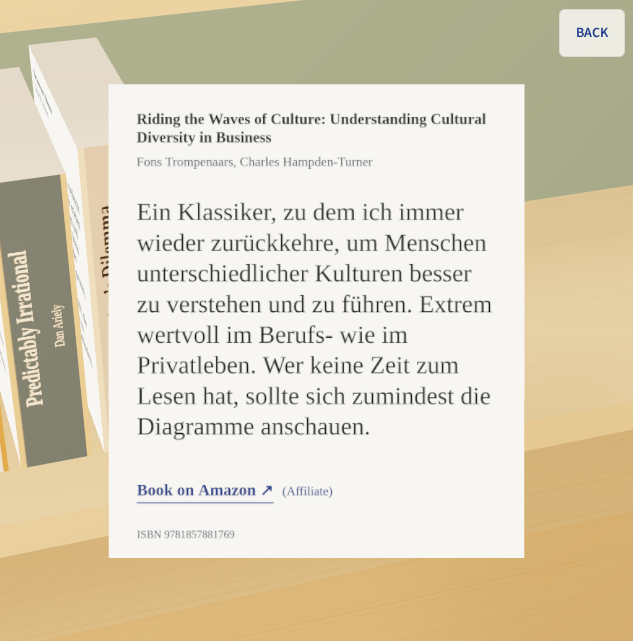 BACK
Riding the Waves of Culture: Understanding Cultural
Diversity in Business
Fons Trompenaars, Charles Hampden-Turner
Ein Klassiker, zu dem ich immer
wieder zurückkehre, um Menschen
unterschiedlicher Kulturen besser
zu verstehen und zu führen. Extrem
wertvoll im Berufs- wie im
Privatleben. Wer keine Zeit zum
Lesen hat, sollte sich zumindest die
Diagramme anschauen.
Book on Amazon ↗ (Affiliate)
ISBN 9781857881769
Predictably Irrational
Dan Ariely
Dilemma